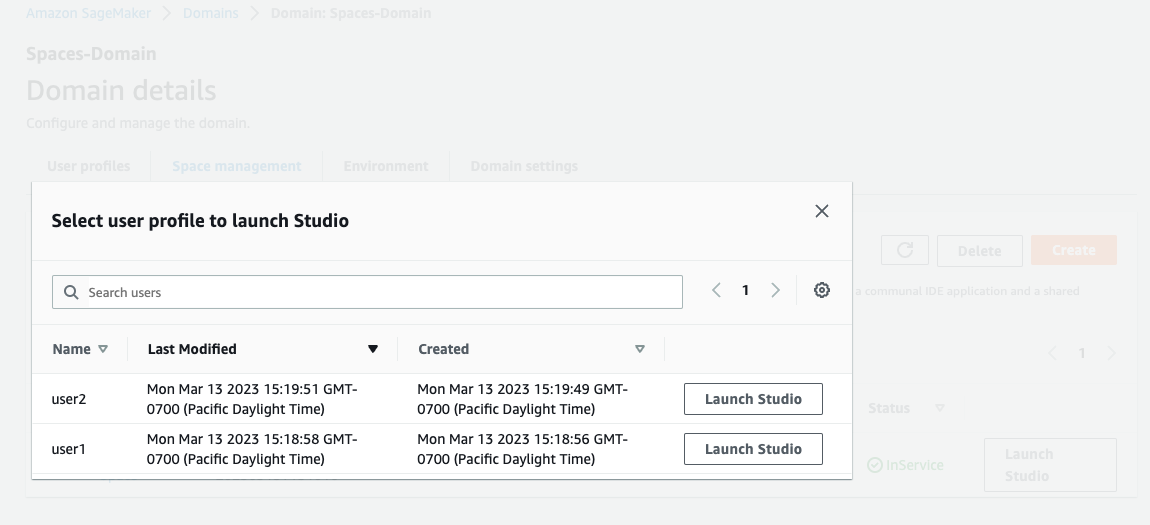 Amazon SageMaker > Domains > Domain: Spaces-Domain
Spaces-Domain
Domain details
Configure and manage the domain.
User profiles Space management Environment Domain settings
Select user profile to launch Studio
Search users 1
Name Last Modified Created
user2 Mon Mar 13 2023 15:19:51 GMT- Mon Mar 13 2023 15:19:49 GMT- Launch Studio
0700 (Pacific Daylight Time) 0700 (Pacific Daylight Time)
user1 Mon Mar 13 2023 15:18:58 GMT- Mon Mar 13 2023 15:18:56 GMT- Launch Studio
0700 (Pacific Daylight Time) 0700 (Pacific Daylight Time)
Delete Create
a communal IDE application and a shared
1
Status
InService
Launch
Studio